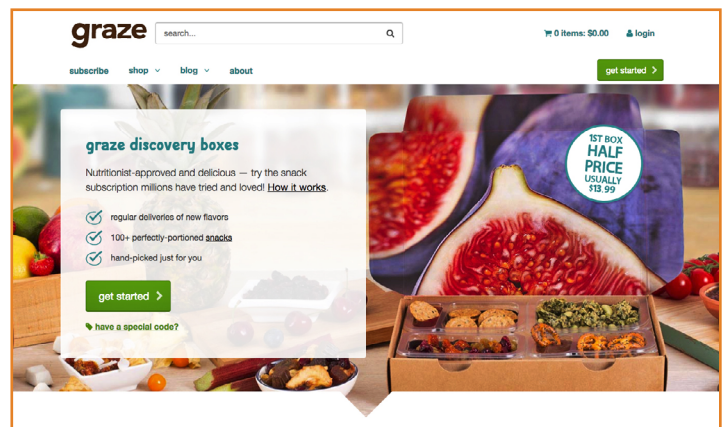 graze
search...
0 items: $0.00
login
subscribe
shop
blog
about
get started
graze discovery boxes
Nutritionist-approved and delicious — try the snack
subscription millions have tried and loved! How it works.
regular deliveries of new flavors
100+ perfectly-portioned snacks
hand-picked just for you
get started
have a special code?
1ST BOX
HALF
PRICE
USUALLY
$13.99